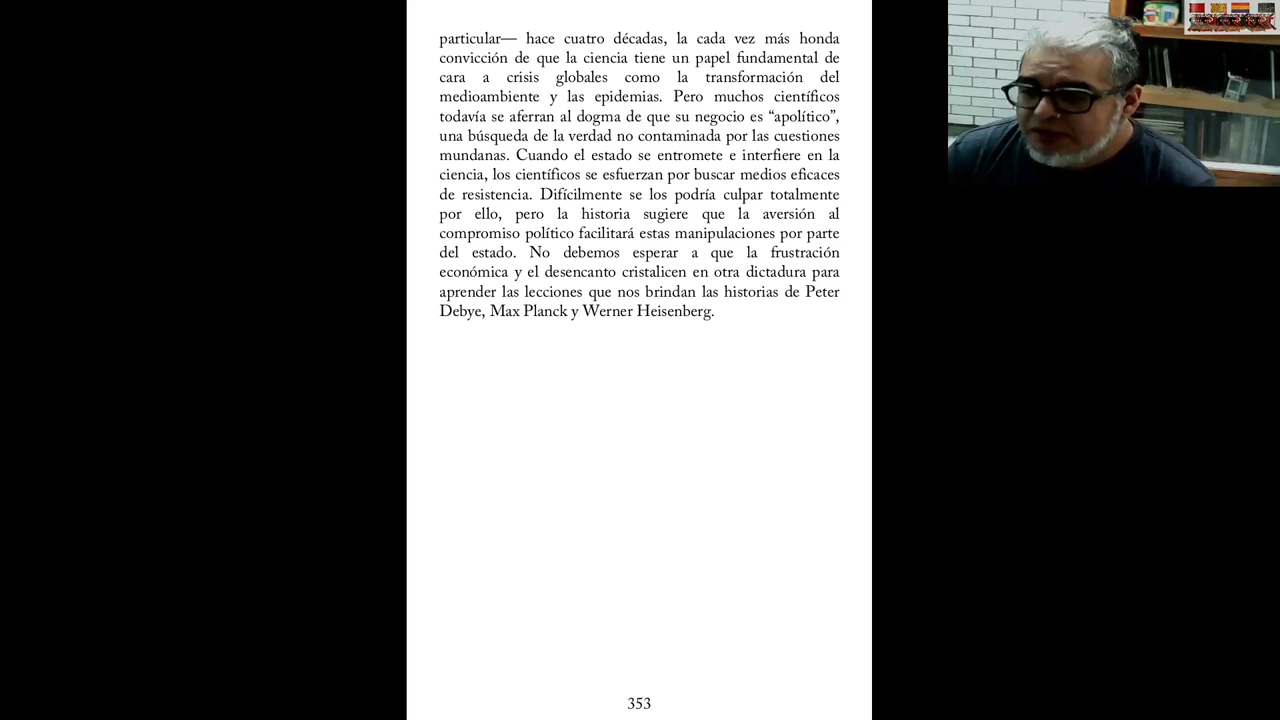 particular— hace cuatro décadas, la cada vez más honda
convicción de que la ciencia tiene un papel fundamental de
cara a crisis globales como la transformación del
medioambiente y las epidemias. Pero muchos científicos
todavía se aferran al dogma de que su negocio es “apolítico”,
una búsqueda de la verdad no contaminada por las cuestiones
mundanas. Cuando el estado se entromete e interfiere en la
ciencia, los científicos se esfuerzan por buscar medios eficaces
de resistencia. Difícilmente se los podría culpar totalmente
por ello, pero la historia sugiere que la aversión al
compromiso político facilitará estas manipulaciones por parte
del estado. No debemos esperar a que la frustración
económica y el desencanto cristalicen en otra dictadura para
aprender las lecciones que nos brindan las historias de Peter
Debye, Max Planck y Werner Heisenberg.
353